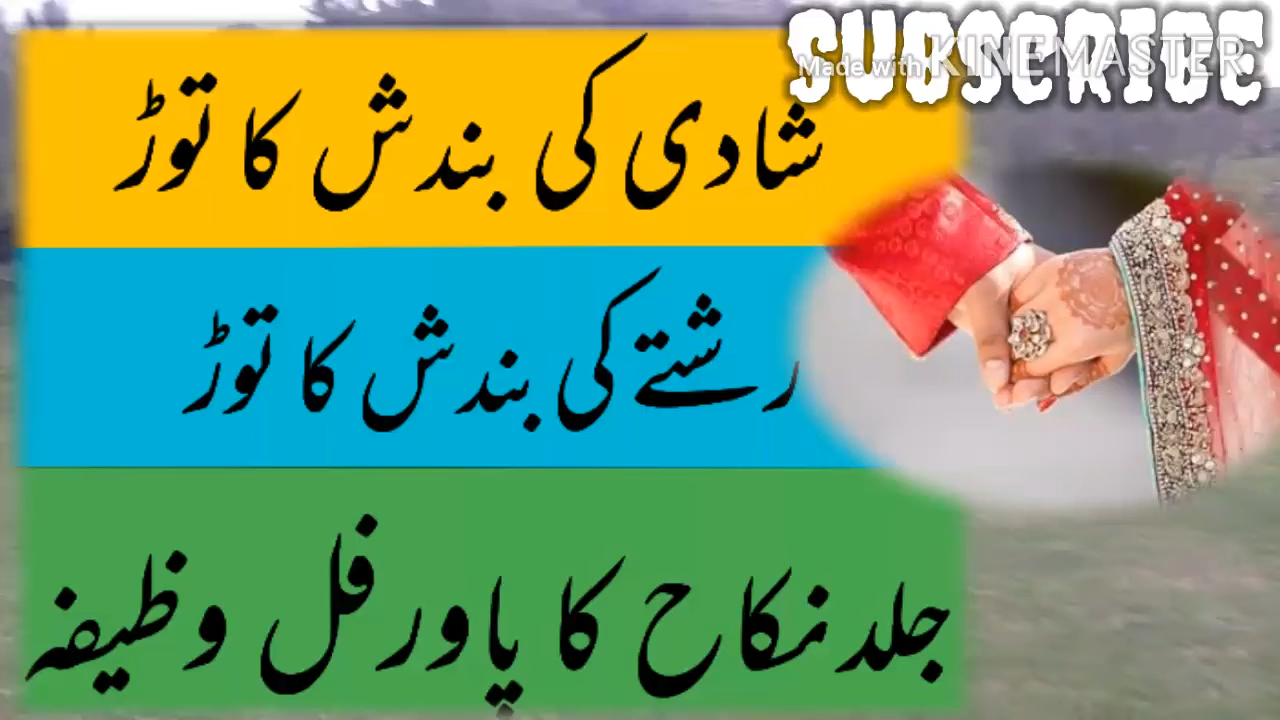 SUBSCRIBE
Made with KINEMASTER
شادی کی بندش کا توڑ
رشتے کی بندش کا توڑ
جلد نکاح کا پاورفل وظیفہ